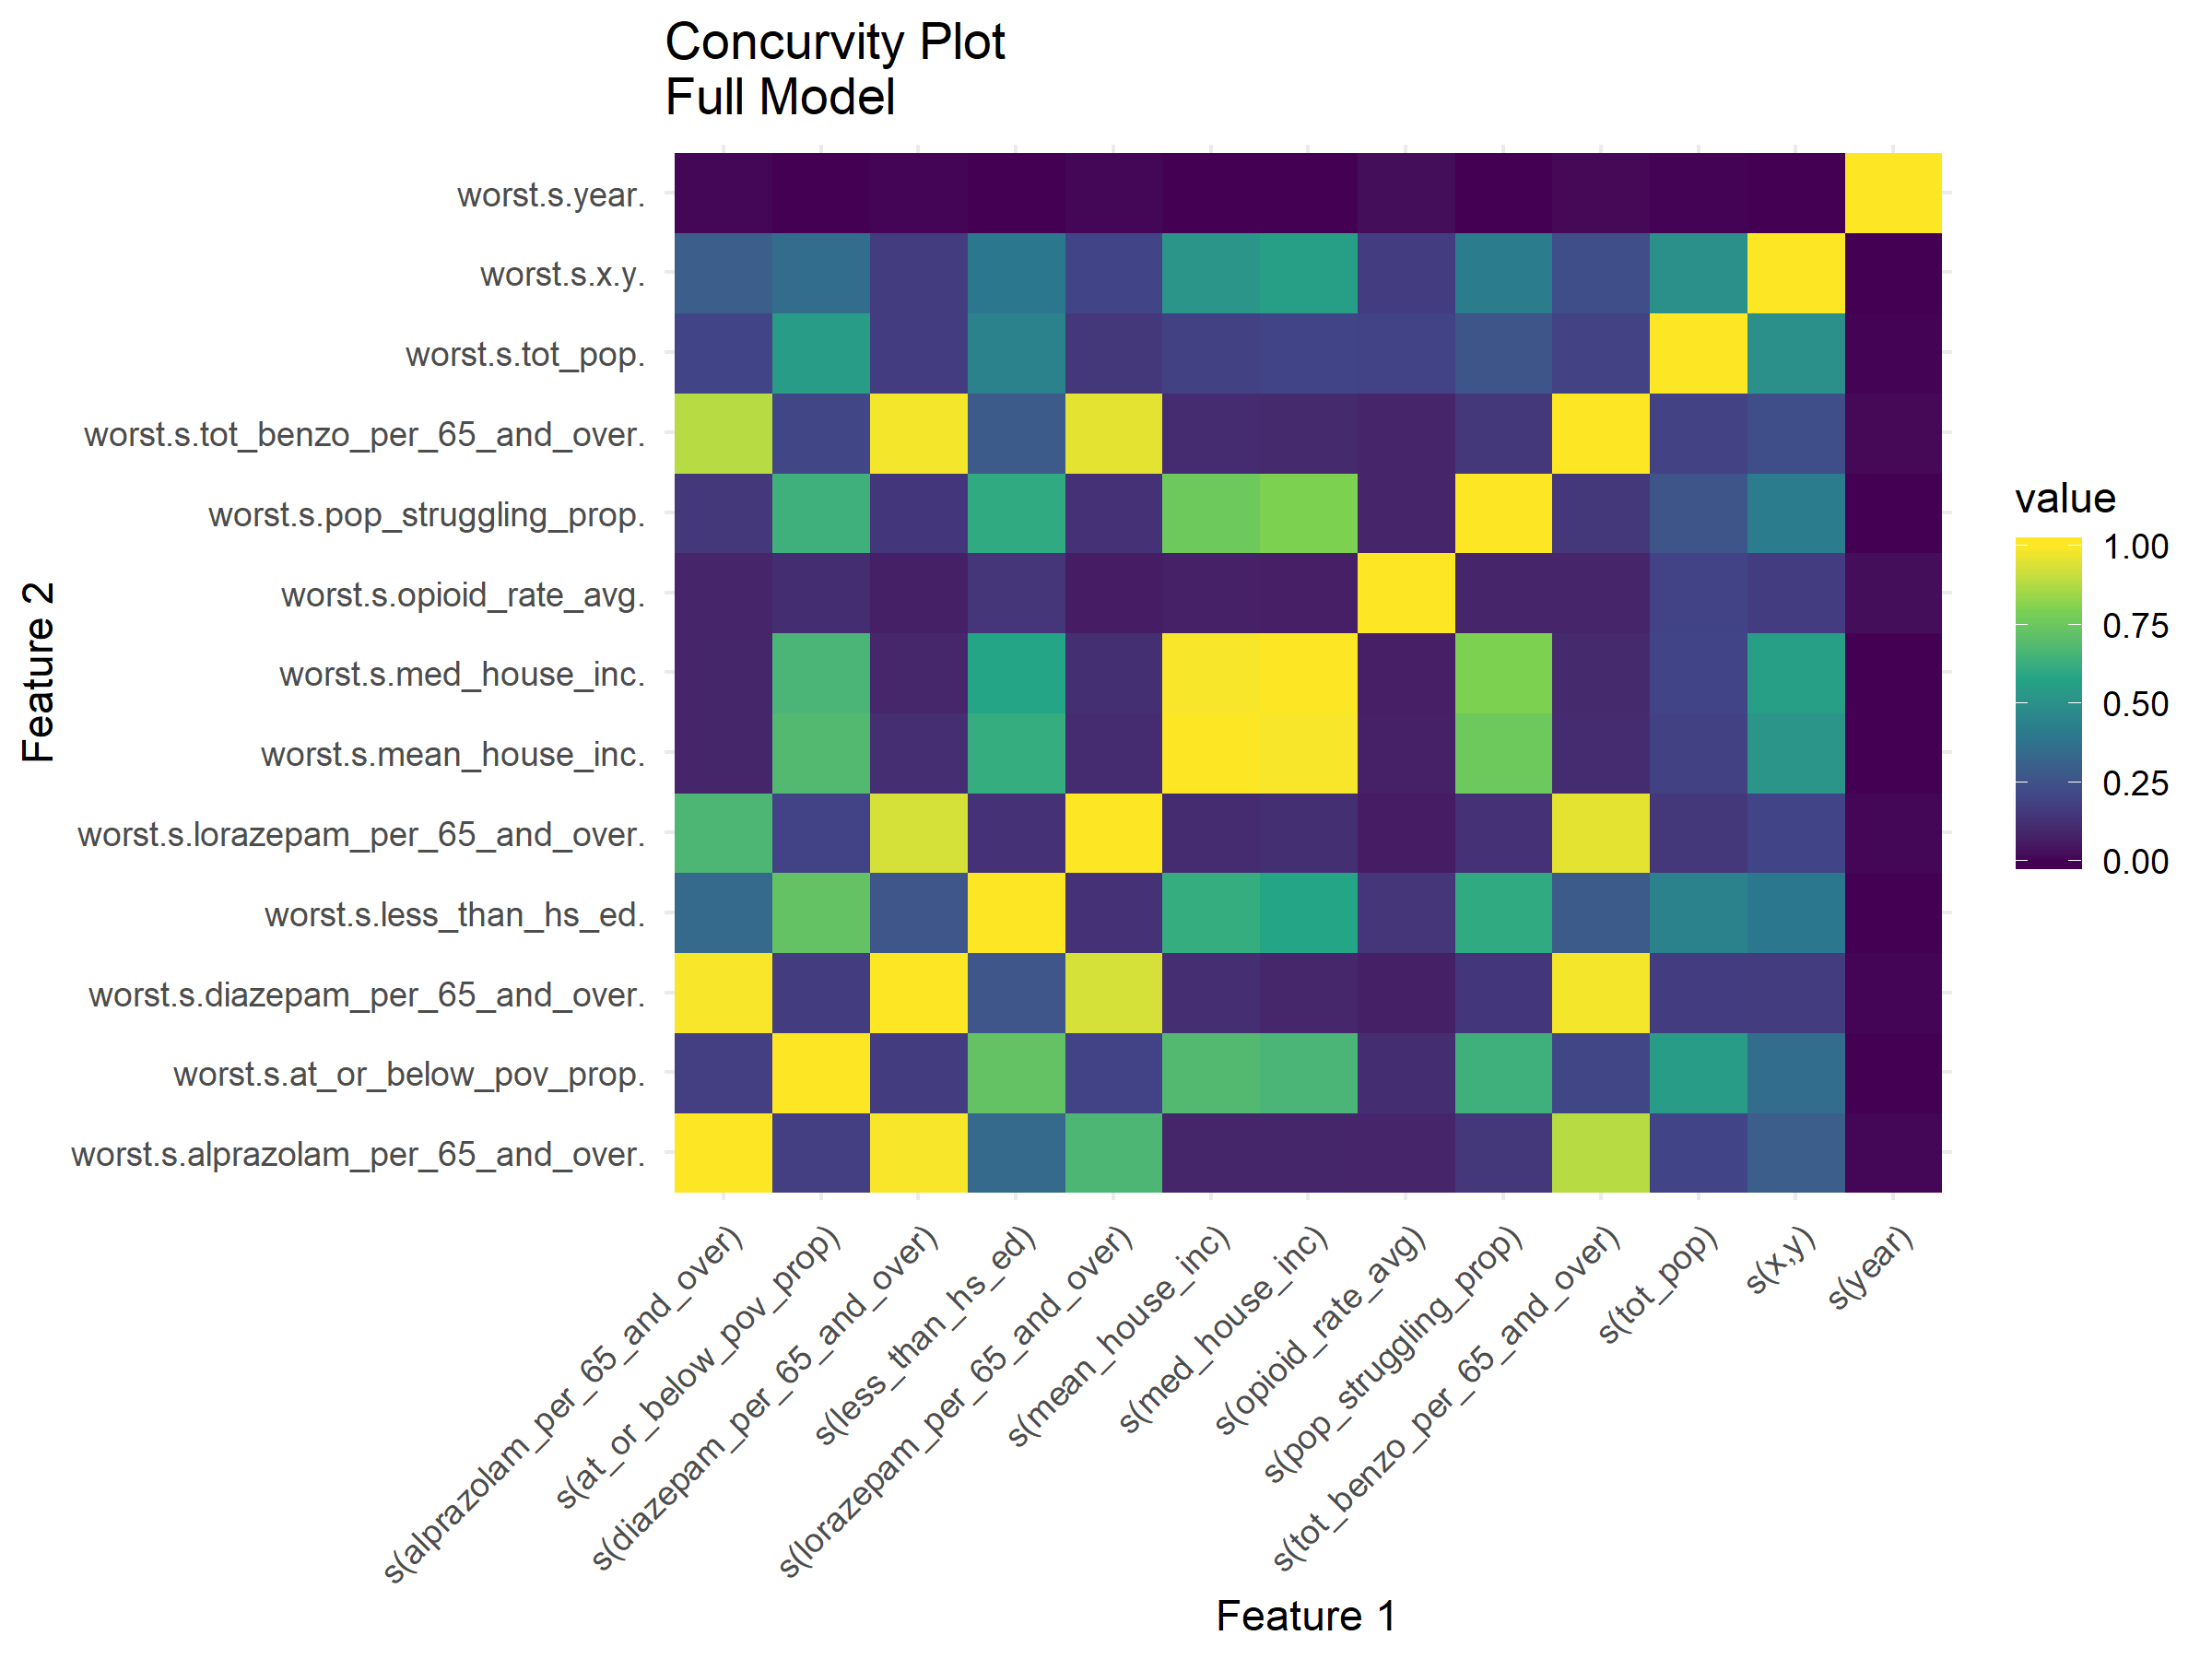 Concurvity Plot
Full Model
Feature 2
worst.s.year.
worst.s.x.y.
worst.s.tot_pop.
worst.s.tot_benzo_per_65_and_over.
worst.s.pop_struggling_prop.
worst.s.opioid_rate_avg.
worst.s.med_house_inc.
worst.s.mean_house_inc.
worst.s.lorazepam_per_65_and_over.
worst.s.less_than_hs_ed.
worst.s.diazepam_per_65_and_over.
worst.s.at_or_below_pov_prop.
worst.s.alprazolam_per_65_and_over.
s(alprazolam_per_65_and_over)
s(at_or_below_pov_prop)
s(diazepam_per_65_and_over)
s(less_than_hs_ed)
s(lorazepam_per_65_and_over)
s(mean_house_inc)
s(med_house_inc)
s(opioid_rate_avg)
s(pop_struggling_prop)
s(tot_benzo_per_65_and_over)
s(tot_pop)
s(x,y)
s(year)
Feature 1
value
1.00
0.75
0.50
0.25
0.00